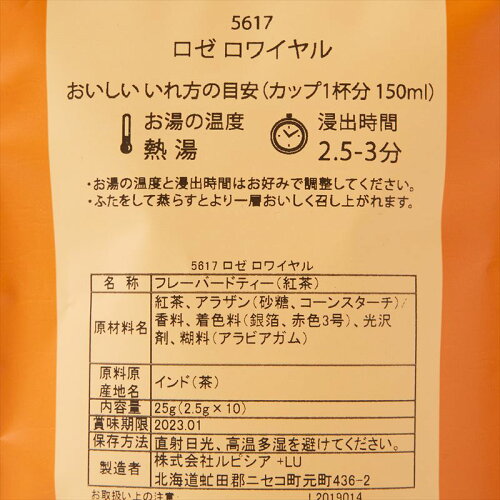 5617
ロゼ ロワイヤル
おいしい いれ方の目安(カップ1杯分 150ml)
お湯の温度 浸出時間
熱湯 2.5-3分
・お湯の温度と浸出時間はお好みで調整してください。
・ふたをして蒸らすとより一層おいしく召し上がれます。
5617 ロゼ ロワイヤル
名称 フレーバードティー(紅茶)
原材料名 紅茶、アラザン(砂糖、コーンスターチ)/
香料、着色料(銀箔、赤色3号)、光沢
剤、糊料(アラビアガム)
原料原
産地名 インド(茶)
内容量 25g(2.5g×10)
賞味期限 2023.01
保存方法 直射日光、高温多湿を避けてください。
製造者 株式会社ルピシア +LU
北海道虻田郡ニセコ町元町436-2
お取扱い上の注意 L2019014